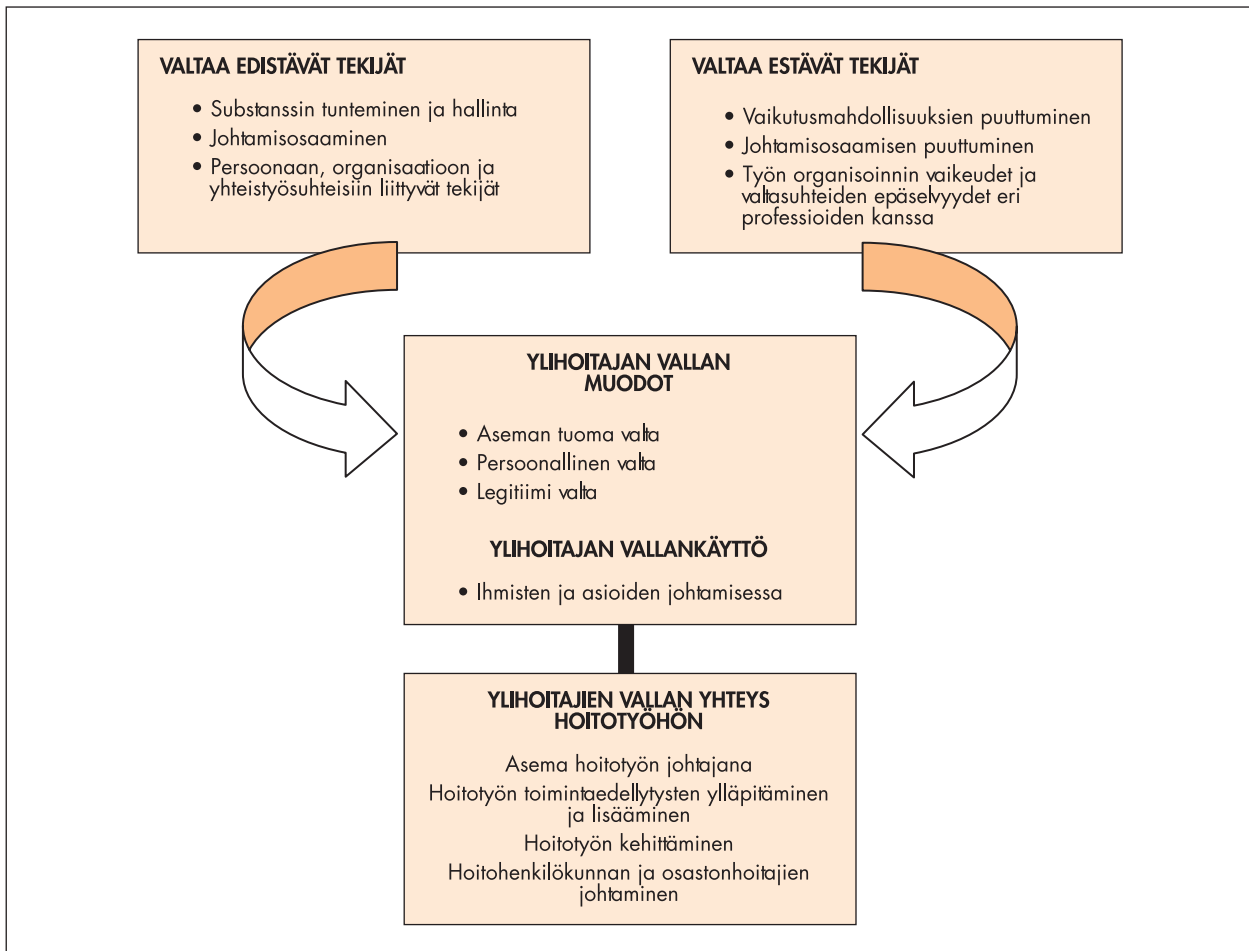 VALTAA EDISTÄVÄT TEKIJÄT
• Substanssin tunteminen ja hallinta
• Johtamisosaaminen
• Persoonaan, organisaatioon ja
yhteistyösuhteisiin liittyvät tekijät
VALTAA ESTÄVÄT TEKIJÄT
• Vaikutusmahdollisuuksien puuttuminen
• Johtamisosaamisen puuttuminen
• Työn organisoinnin vaikeudet ja
valtasuhteiden epäselvyydet eri
professioiden kanssa
YLIHOITAJAN VALLAN
MUODOT
• Aseman tuoma valta
• Persoonallinen valta
• Legitiimi valta
YLIHOITAJAN VALLANKÄYTTÖ
• Ihmisten ja asioiden johtamisessa
YLIHOITAJIEN VALLAN YHTEYS
HOITOTYÖHÖN
Asema hoitotyön johtajana
Hoitotyön toimintaedellytysten ylläpitäminen
ja lisääminen
Hoitotyön kehittäminen
Hoitohenkilökunnan ja osastonhoitajien
johtaminen